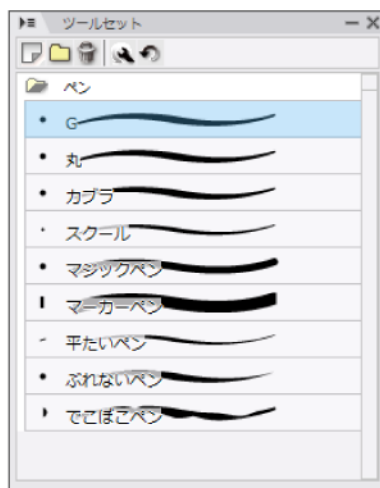 ツールセット
ペン
G
丸
カブラ
スクール
マジックペン
マーカーペン
平たいペン
ぶれないペン
でこぼこペン